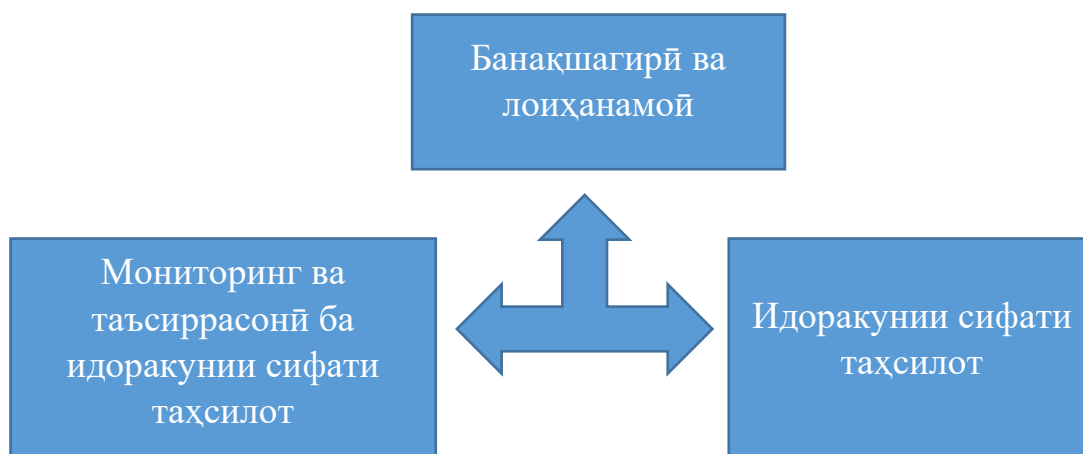 Банақшагирӣ ва
лоиҳанамоӣ
Мониторинг ва
таъсиррасонӣ ба
идоракунии сифати
таҳсилот
Идоракунии сифати
таҳсилот